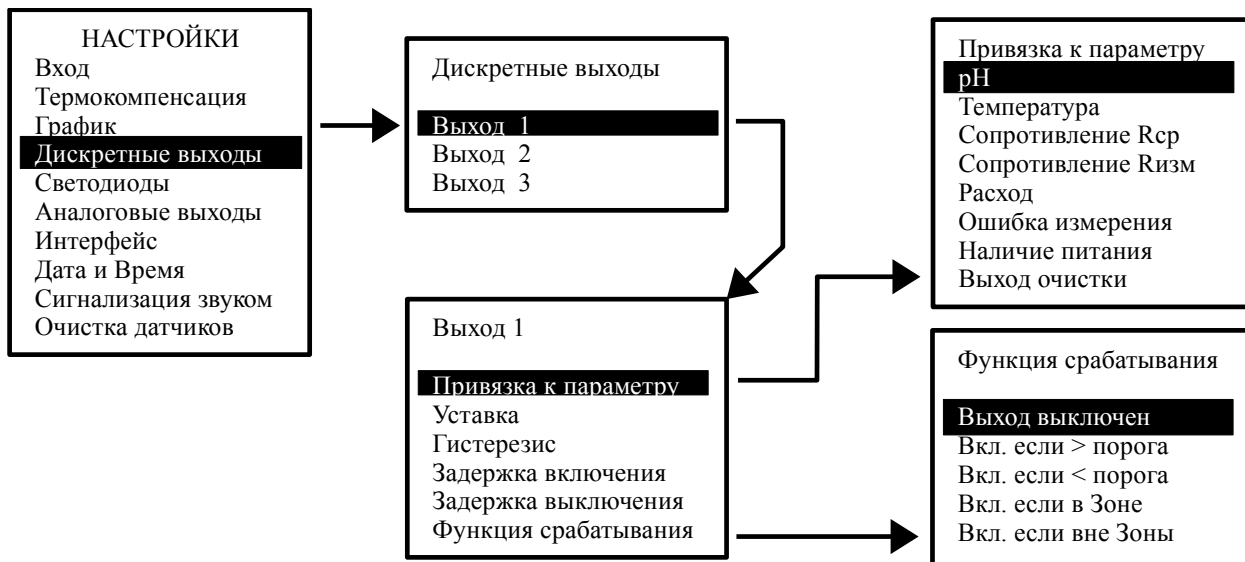 НАСТРОЙКИ
Вход
Термокомпенсация
График
Дискретные выходы
Светодиоды
Аналоговые выходы
Интерфейс
Дата и Время
Сигнализация звуком
Очистка датчиков
Дискретные выходы
Выход 1
Выход 2
Выход 3
Выход 1
Привязка к параметру
Уставка
Гистерезис
Задержка включения
Задержка выключения
Функция срабатывания
Привязка к параметру
pH
Температура
Сопротивление Rср
Сопротивление Rизм
Расход
Ошибка измерения
Наличие питания
Выход очистки
Функция срабатывания
Выход выключен
Вкл. если > порога
Вкл. если < порога
Вкл. если в Зоне
Вкл. если вне Зоны